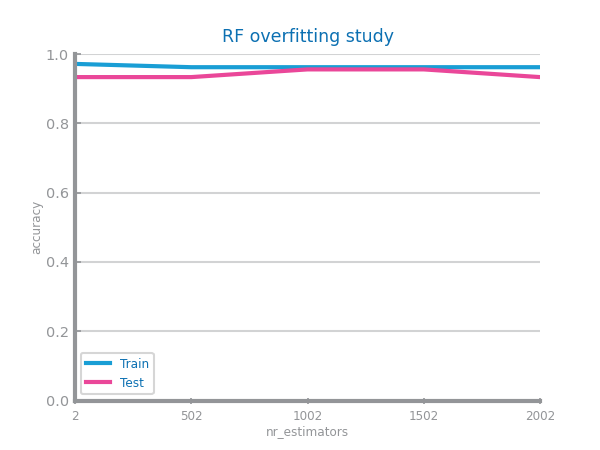 RF overfitting study
1.0
0.8
0.6
0.4
0.2
0.0
accuracy
Train
Test
2 502 1002 1502 2002
nr_estimators